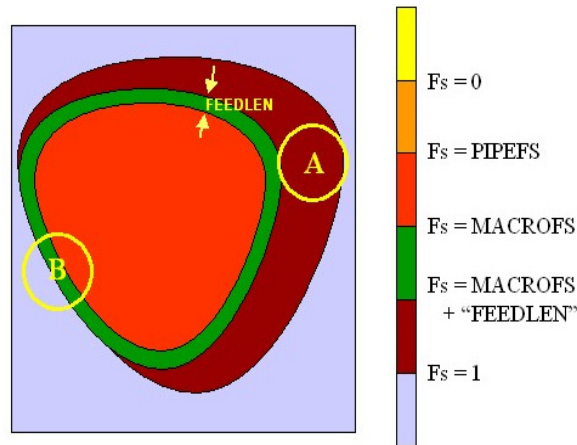 FEEDLEN
A
B
Fs = 0
Fs = PIPEFS
Fs = MACROFS
Fs = MACROFS
+ “FEEDLEN”
Fs = 1